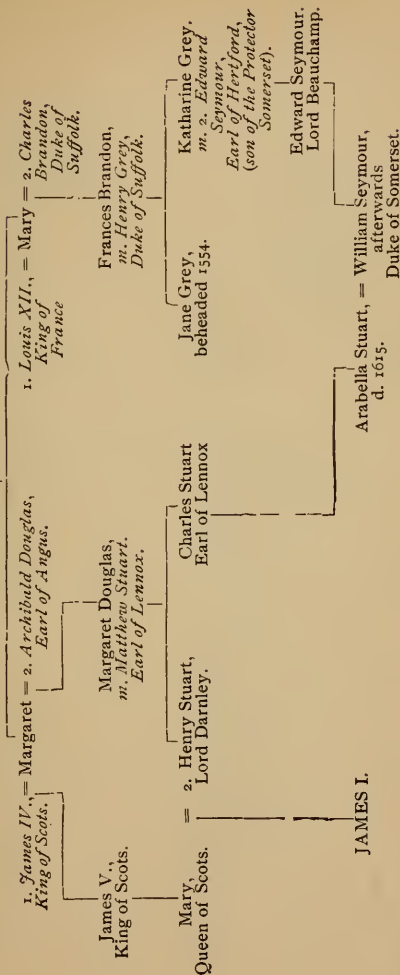 1. James IV., = Margaret = 2. Archibald Douglas,
King of Scots.
Earl of Angus.
1. Louis XII., = Mary = 2. Charles
King of
France
Brandon,
Duke of
Suffolk.
James V.,
King of Scots.
Margaret Douglas,
m. Matthew Stuart.
Earl of Lennox.
Frances Brandon,
m. Henry Grey,
Duke of Suffolk.
Mary,
Queen of Scots.
= 2. Henry Stuart,
Lord Darnley.
Charles Stuart
Earl of Lennox
Jane Grey,
beheaded 1554.
Katharine Grey.
m. 2. Edward
Seymour,
Earl of Hertford,
(son of the Protector
Somerset).
Edward Seymour.
Lord Beauchamp.
JAMES I.
Arabella Stuart, = William Seymour,
d. 1615.
afterwards
Duke of Somerset.